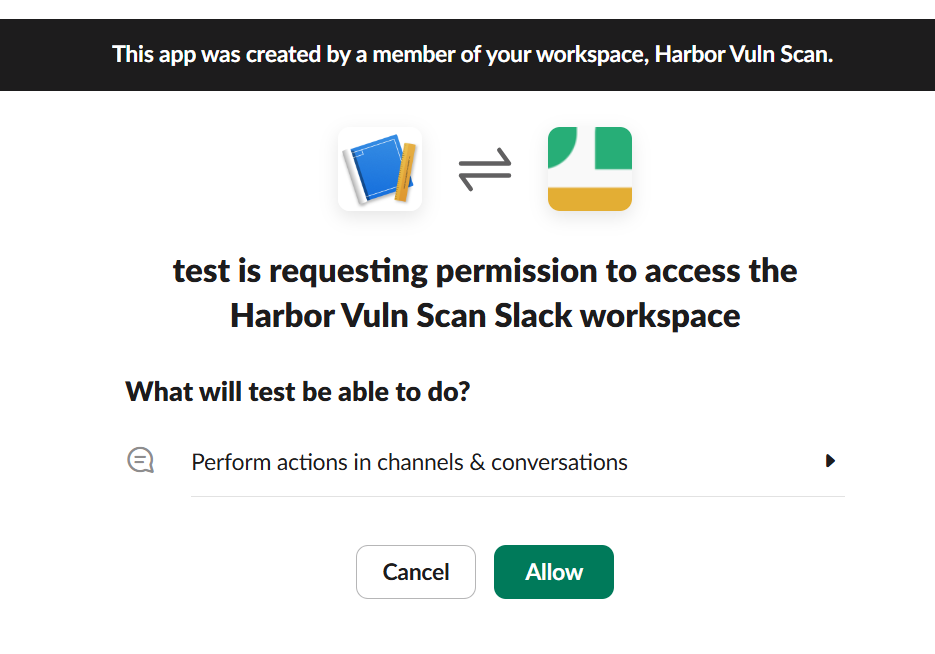 This app was created by a member of your workspace, Harbor Vuln Scan.
test is requesting permission to access the
Harbor Vuln Scan Slack workspace
What will test be able to do?
Perform actions in channels & conversations
Cancel
Allow